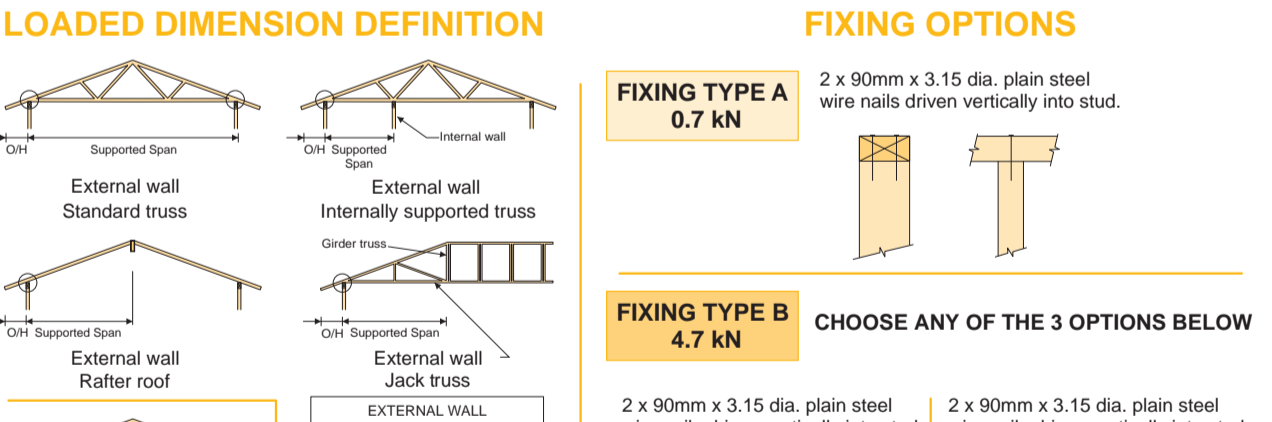 LOADED DIMENSION DEFINITION
O/H
Supported Span
External wall
Standard truss
Internal wall
O/H Supported
Span
External wall
Internally supported truss
O/H Supported Span
External wall
Rafter roof
Girder truss
O/H Supported Span
External wall
Jack truss
EXTERNAL WALL
FIXING OPTIONS
FIXING TYPE A
0.7 kN
2 x 90mm x 3.15 dia. plain steel
wire nails driven vertically into stud.
FIXING TYPE B
4.7 kN
CHOOSE ANY OF THE 3 OPTIONS BELOW
2 x 90mm x 3.15 dia. plain steel
2 x 90mm x 3.15 dia. plain steel